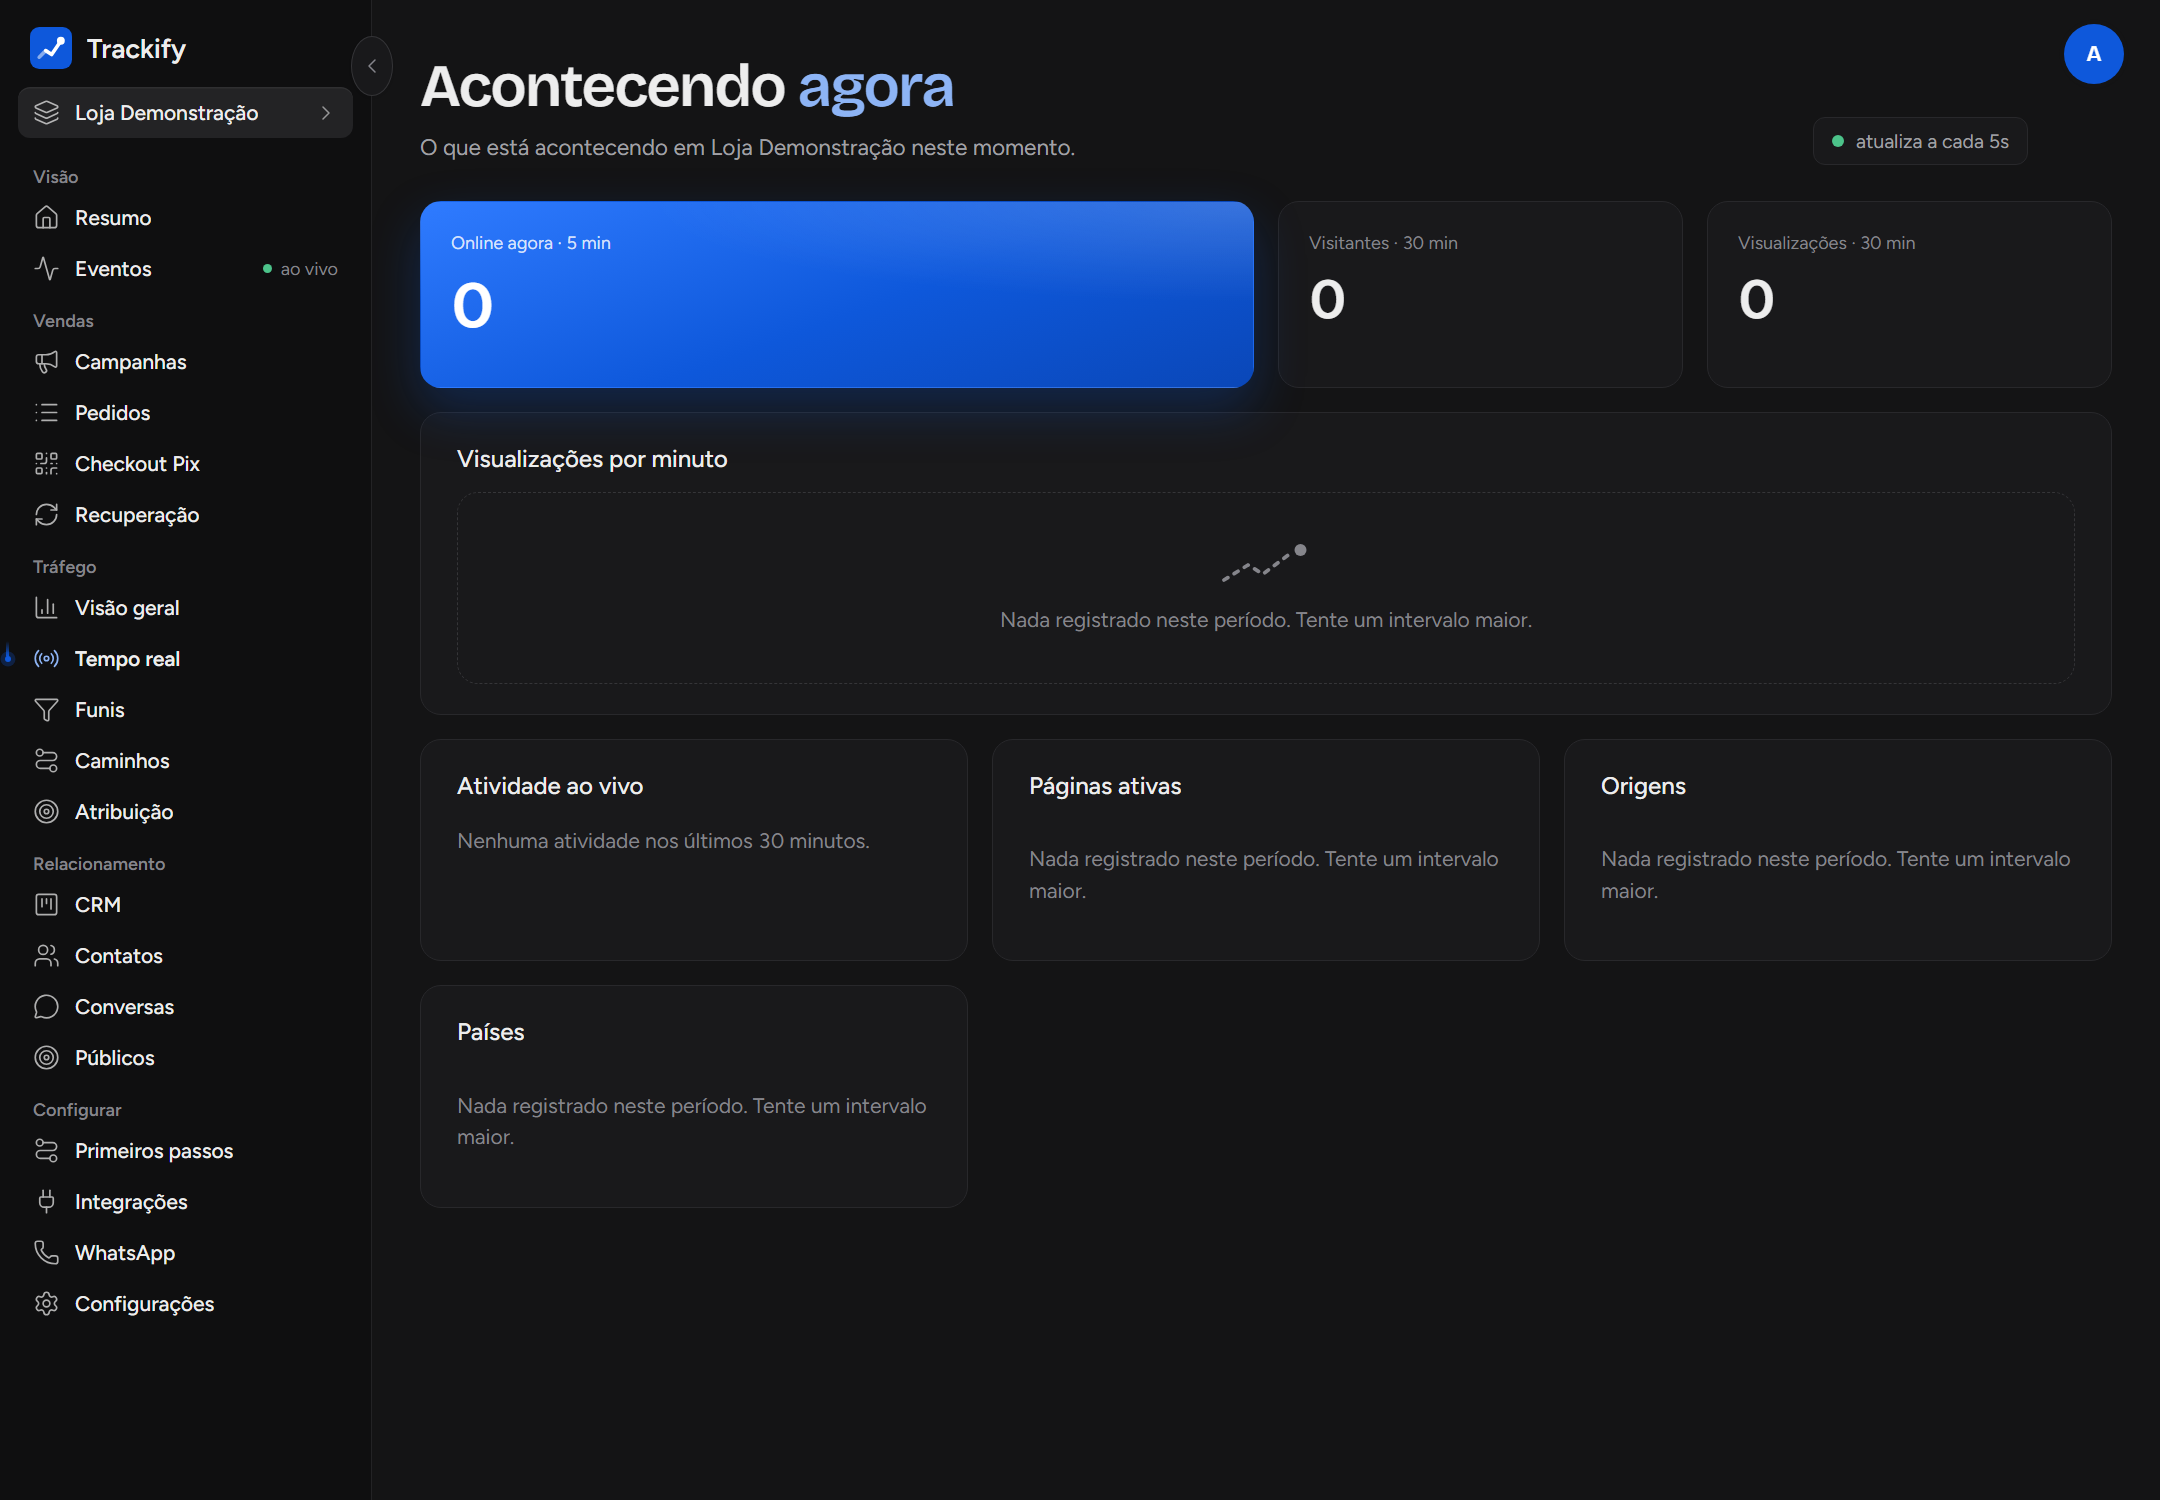 Trackify
Loja Demonstração
Visão
Resumo
Eventos
ao vivo
Vendas
Campanhas
Pedidos
Checkout Pix
Recuperação
Tráfego
Visão geral
Tempo real
Funis
Caminhos
Atribuição
Relacionamento
CRM
Contatos
Conversas
Públicos
Configurar
Primeiros passos
Integrações
WhatsApp
Configurações
A
Acontecendo agora
O que está acontecendo em Loja Demonstração neste momento.
atualiza a cada 5s
Online agora · 5 min
0
Visitantes · 30 min
0
Visualizações · 30 min
0
Visualizações por minuto
Nada registrado neste período. Tente um intervalo maior.
Atividade ao vivo
Nenhuma atividade nos últimos 30 minutos.
Páginas ativas
Nada registrado neste período. Tente um intervalo
maior.
Origens
Nada registrado neste período. Tente um intervalo
maior.
Países
Nada registrado neste período. Tente um intervalo
maior.